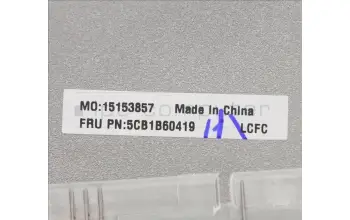 MO:15153857 Made In China
FRU PN:5CB1B60419 LCFC